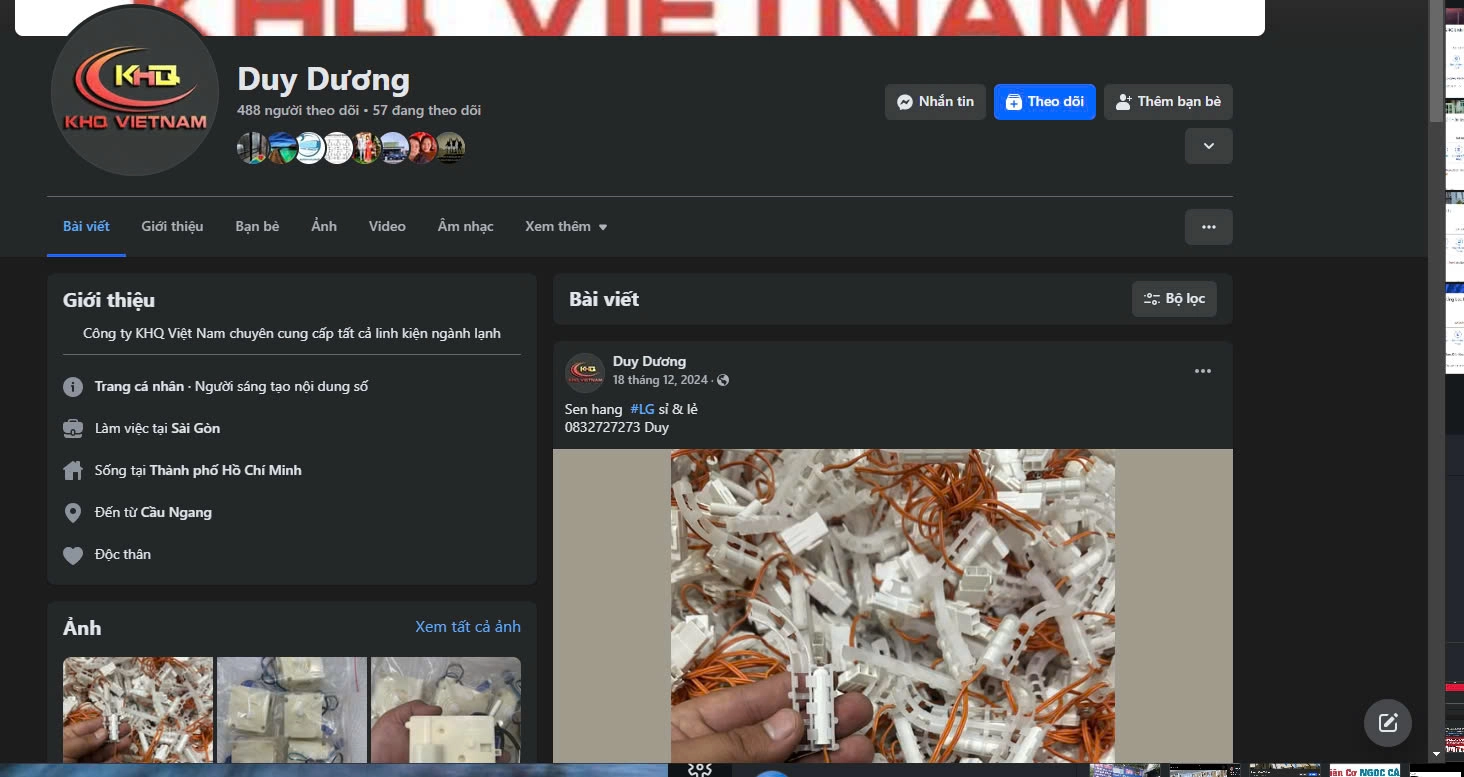 KHQ VIETNAM
KHQ
KHQ VIETNAM
Duy Dương
488 người theo dõi • 57 đang theo dõi
Nhắn tin
Theo dõi
Thêm bạn bè
Bài viết
Giới thiệu
Bạn bè
Ảnh
Video
Âm nhạc
Xem thêm
Giới thiệu
Công ty KHQ Việt Nam chuyên cung cấp tất cả linh kiện ngành lạnh
Trang cá nhân · Người sáng tạo nội dung số
Làm việc tại Sài Gòn
Sống tại Thành phố Hồ Chí Minh
Đến từ Cầu Ngang
Độc thân
Ảnh
Xem tất cả ảnh
Bài viết
Bộ lọc
Duy Dương
18 tháng 12, 2024 ·
Sen hang #LG sỉ & lẻ
0832727273 Duy